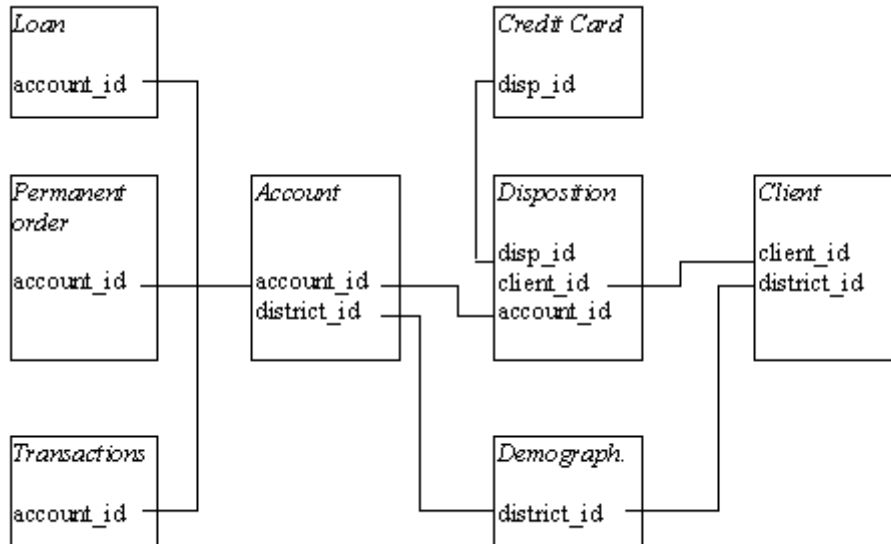 Loan
account_id
Credit Card
disp_id
Permanent
order
account_id
Account
account_id
district_id
Disposition
disp_id
client_id
account_id
Client
client_id
district_id
Transactions
account_id
Demograph.
district_id